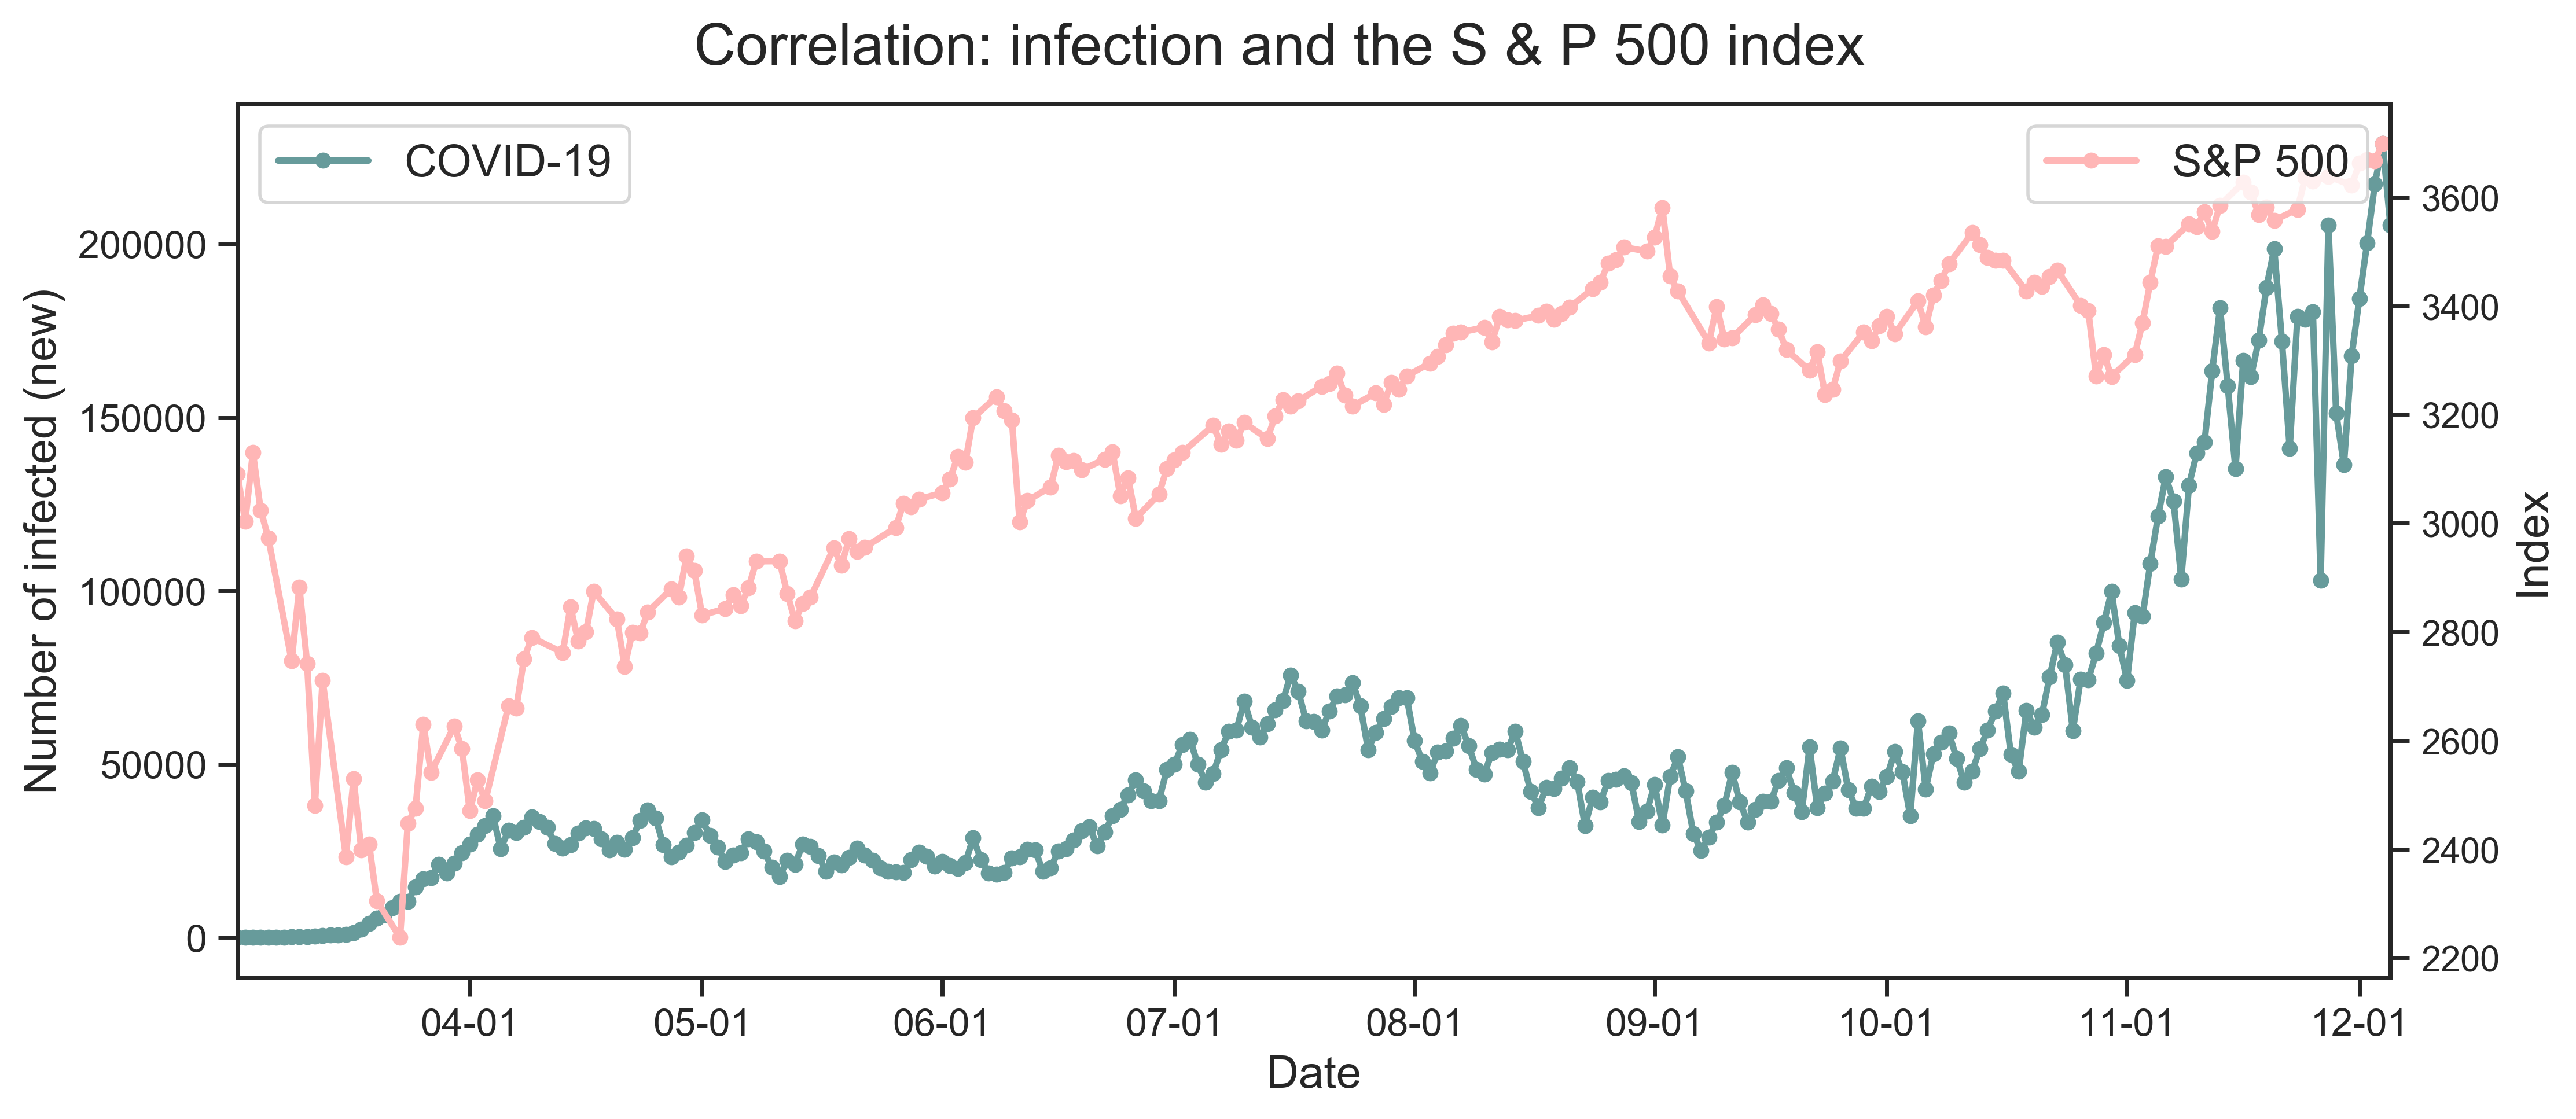 Correlation: infection and the S & P 500 index
COVID-19
S&P 500
Number of infected (new)
200000
150000
100000
50000
0
3600
3400
3200
3000
2800
2600
2400
2200
Index
04-01 05-01 06-01 07-01 08-01 09-01 10-01 11-01 12-01
Date